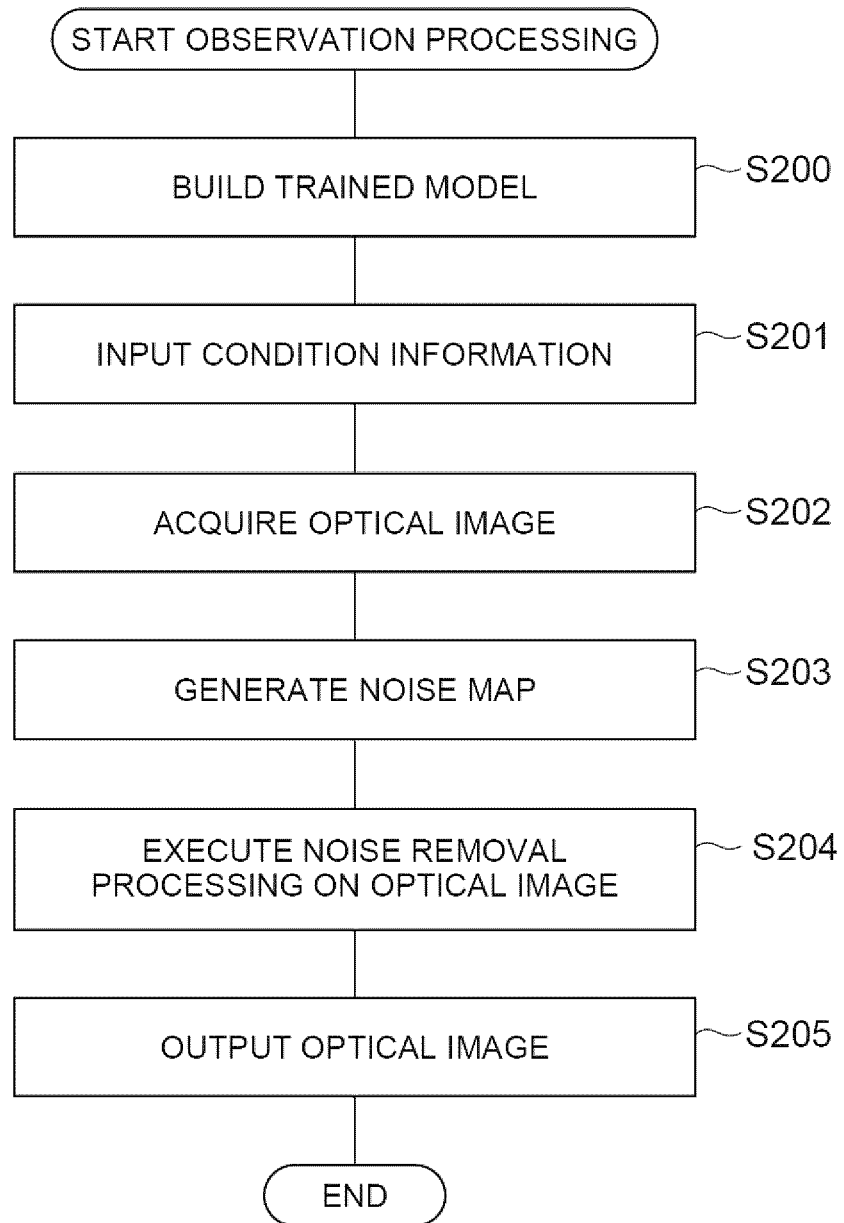 START OBSERVATION PROCESSING
BUILD TRAINED MODEL
S200
INPUT CONDITION INFORMATION
S201
ACQUIRE OPTICAL IMAGE
S202
GENERATE NOISE MAP
S203
EXECUTE NOISE REMOVAL
PROCESSING ON OPTICAL IMAGE
S204
OUTPUT OPTICAL IMAGE
S205
END